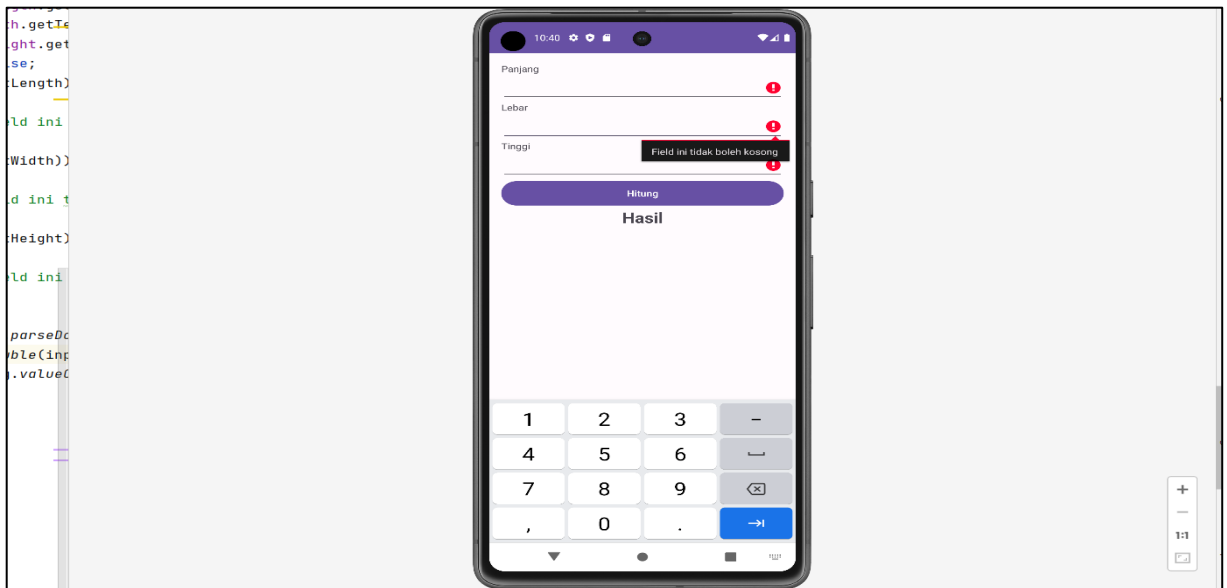 h.getTe
ght.get
se;
Length)
ld ini
Width))
d ini t
Height)
ld ini
parseDo
ble(inp
.valueO
10:40
Panjang
Lebar
Tinggi
Field ini tidak boleh kosong
Hitung
Hasil
1 2 3 -
4 5 6
7 8 9
, 0 .
+
-
1:1